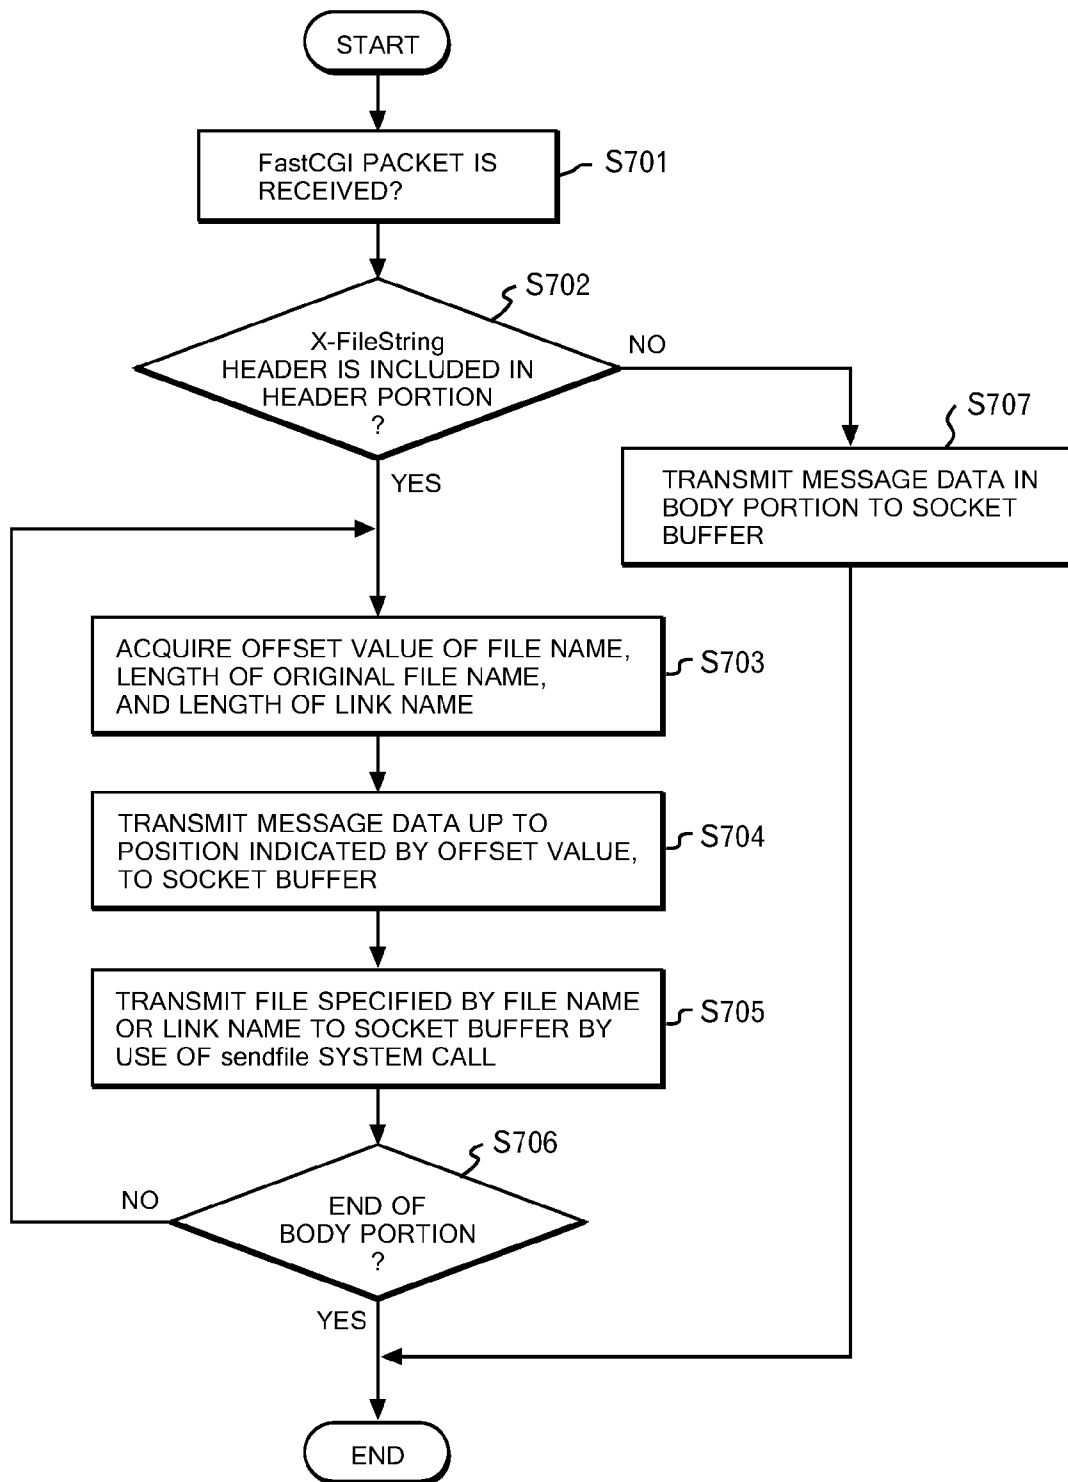 START
FastCGI PACKET IS
RECEIVED?
S701
S702
X-FileString
HEADER IS INCLUDED IN
HEADER PORTION
?
NO
YES
S707
TRANSMIT MESSAGE DATA IN
BODY PORTION TO SOCKET
BUFFER
ACQUIRE OFFSET VALUE OF FILE NAME,
LENGTH OF ORIGINAL FILE NAME,
AND LENGTH OF LINK NAME
S703
TRANSMIT MESSAGE DATA UP TO
POSITION INDICATED BY OFFSET VALUE,
TO SOCKET BUFFER
S704
TRANSMIT FILE SPECIFIED BY FILE NAME
OR LINK NAME TO SOCKET BUFFER BY
USE OF sendfile SYSTEM CALL
S705
S706
NO
END OF
BODY PORTION
?
YES
END